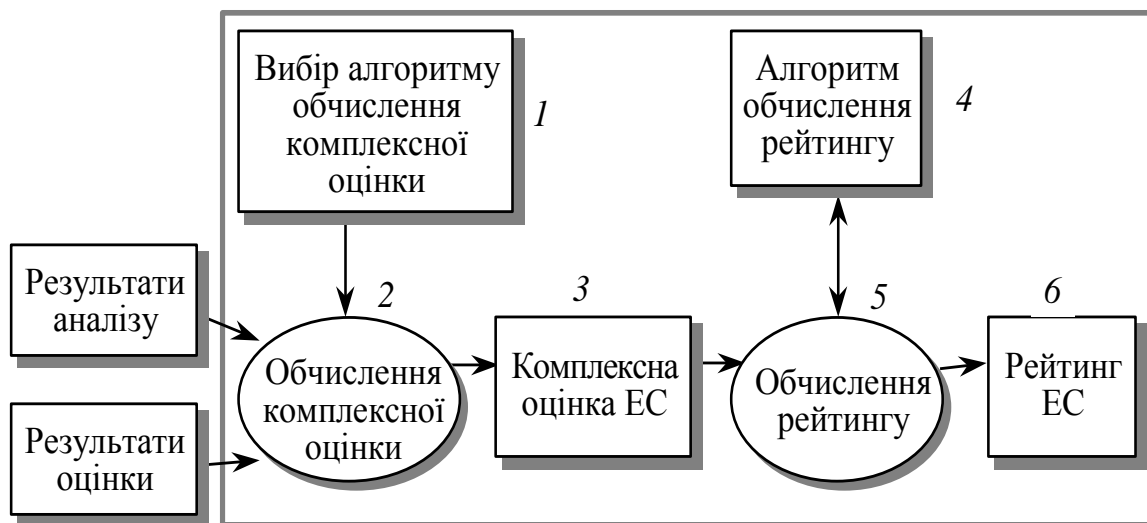 Вибір алгоритму
обчислення
комплексної
оцінки
1
Алгоритм
обчислення
рейтингу
4
Результати
аналізу
Результати
оцінки
2
Обчислення
комплексної
оцінки
3
Комплексна
оцінка ЕС
5
Обчислення
рейтингу
6
Рейтинг
ЕС